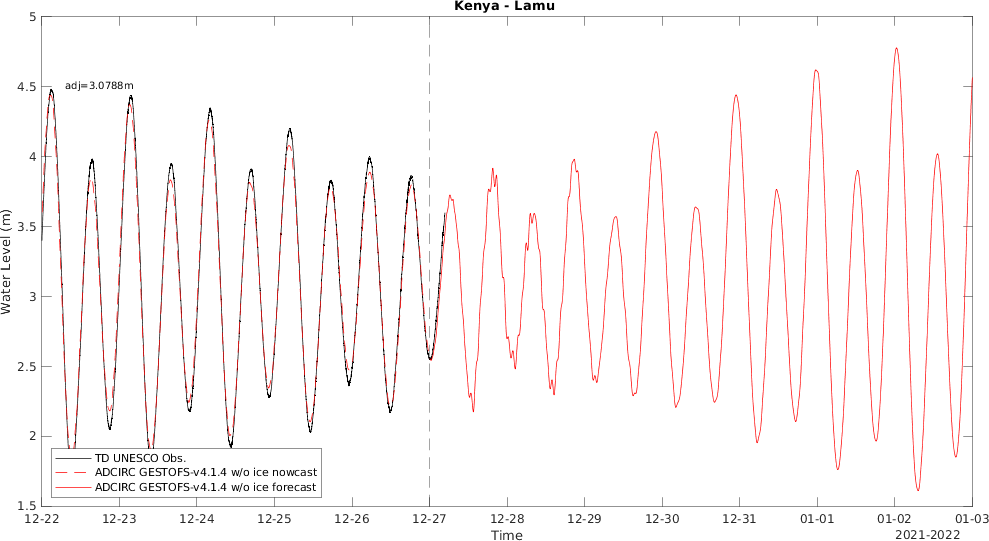 Kenya - Lamu
5
adj=3.0788m
4.5
4
3.5
Water Level (m)
3
2.5
2
TD UNESCO Obs.
ADCIRC GESTOFS-v4.1.4 w/o ice nowcast
ADCIRC GESTOFS-v4.1.4 w/o ice forecast
1.5
12-22 12-23 12-24 12-25 12-26 12-27 12-28 12-29 12-30 12-31 01-01 01-02 01-03
Time
2021-2022